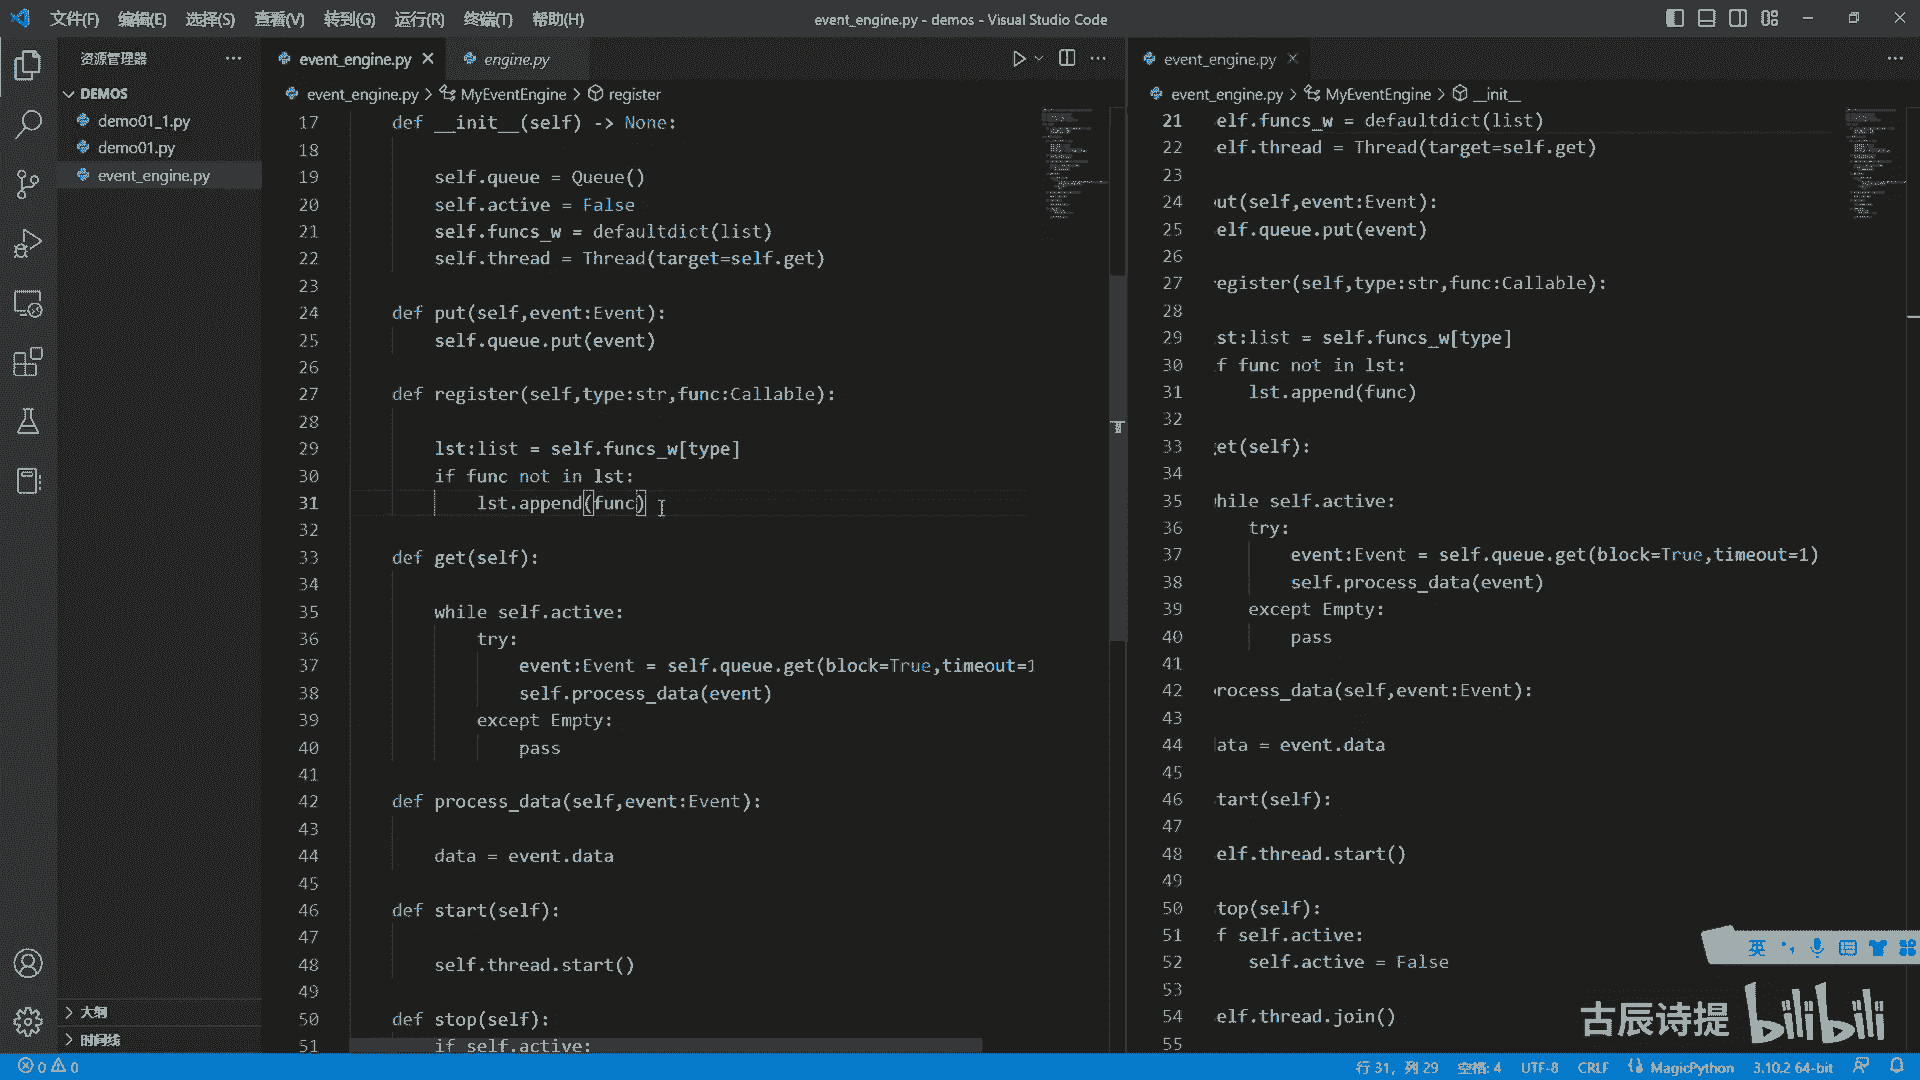 文件(F) 编辑(E) 选择(S) 查看(V) 转到(G) 运行(R) 终端(T) 帮助(H)
event_engine.py - demos - Visual Studio Code
资源管理器
DEMOS
demo01_1.py
demo01.py
event_engine.py
大纲
时间线
event_engine.py
engine.py
event_engine.py > MyEventEngine > register
17 def __init__(self) -> None:
18
19 self.queue = Queue()
20 self.active = False
21 self.funcs_w = defaultdict(list)
22 self.thread = Thread(target=self.get)
23
24 def put(self,event:Event):
25 self.queue.put(event)
26
27 def register(self,type:str,func:Callable):
28
29 lst:list = self.funcs_w[type]
30 if func not in lst:
31 lst.append(func)
32
33 def get(self):
34
35 while self.active:
36 try:
37 event:Event = self.queue.get(block=True,timeout=1
38 self.process_data(event)
39 except Empty:
40 pass
41
42 def process_data(self,event:Event):
43
44 data = event.data
45
46 def start(self):
47
48 self.thread.start()
49
50 def stop(self):
51 if self.active:
event_engine.py
event_engine.py > MyEventEngine > __init__
21 elf.funcs_w = defaultdict(list)
22 elf.thread = Thread(target=self.get)
23
24 ut(self,event:Event):
25 elf.queue.put(event)
26
27 egister(self,type:str,func:Callable):
28
29 st:list = self.funcs_w[type]
30 f func not in lst:
31 lst.append(func)
32
33 et(self):
34
35 hile self.active:
36 try:
37 event:Event = self.queue.get(block=True,timeout=1)
38 self.process_data(event)
39 except Empty:
40 pass
41
42 rocess_data(self,event:Event):
43
44 ata = event.data
45
46 tart(self):
47
48 elf.thread.start()
49
50 top(self):
51 f self.active:
52 self.active = False
53
54 elf.thread.join()
55
英
古辰诗提 bilibili
0 0
行 31，列 29 空格: 4 UTF-8 CRLF MagicPython 3.10.2 64-bit